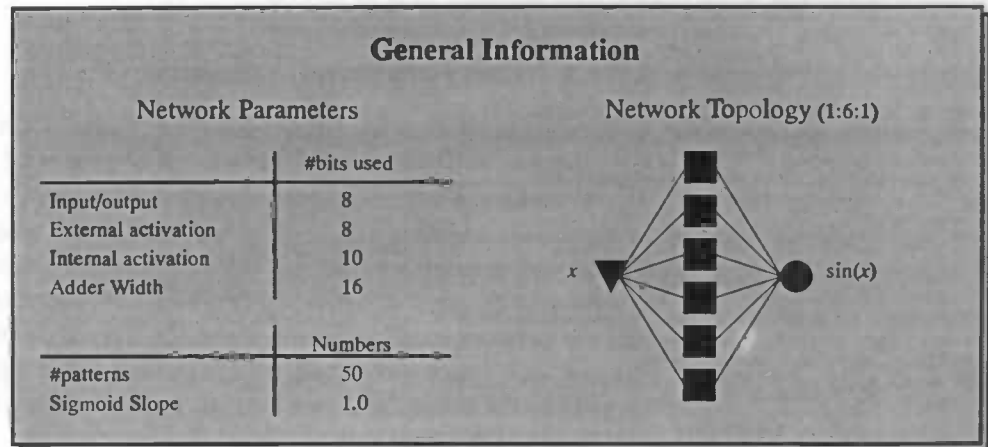 General Information
Network Parameters
#bits used
Input/output 8
External activation 8
Internal activation 10
Adder Width 16
Numbers
#patterns 50
Sigmoid Slope 1.0
Network Topology (1:6:1)
x
sin(x)